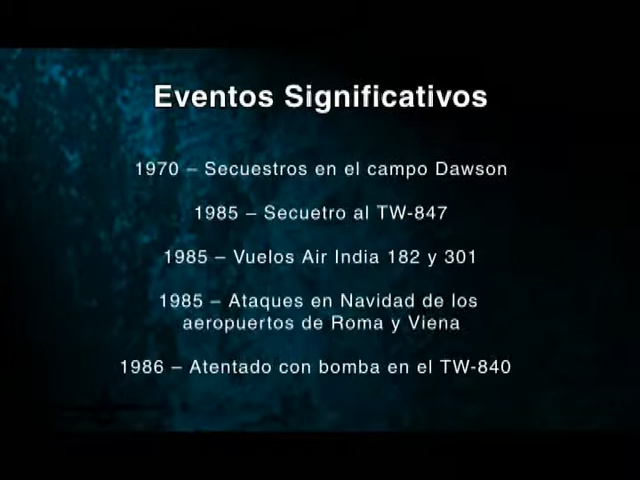 Eventos Significativos
1970 – Secuestros en el campo Dawson
1985 – Secuetro al TW-847
1985 – Vuelos Air India 182 y 301
1985 – Ataques en Navidad de los
aeropuertos de Roma y Viena
1986 – Atentado con bomba en el TW-840